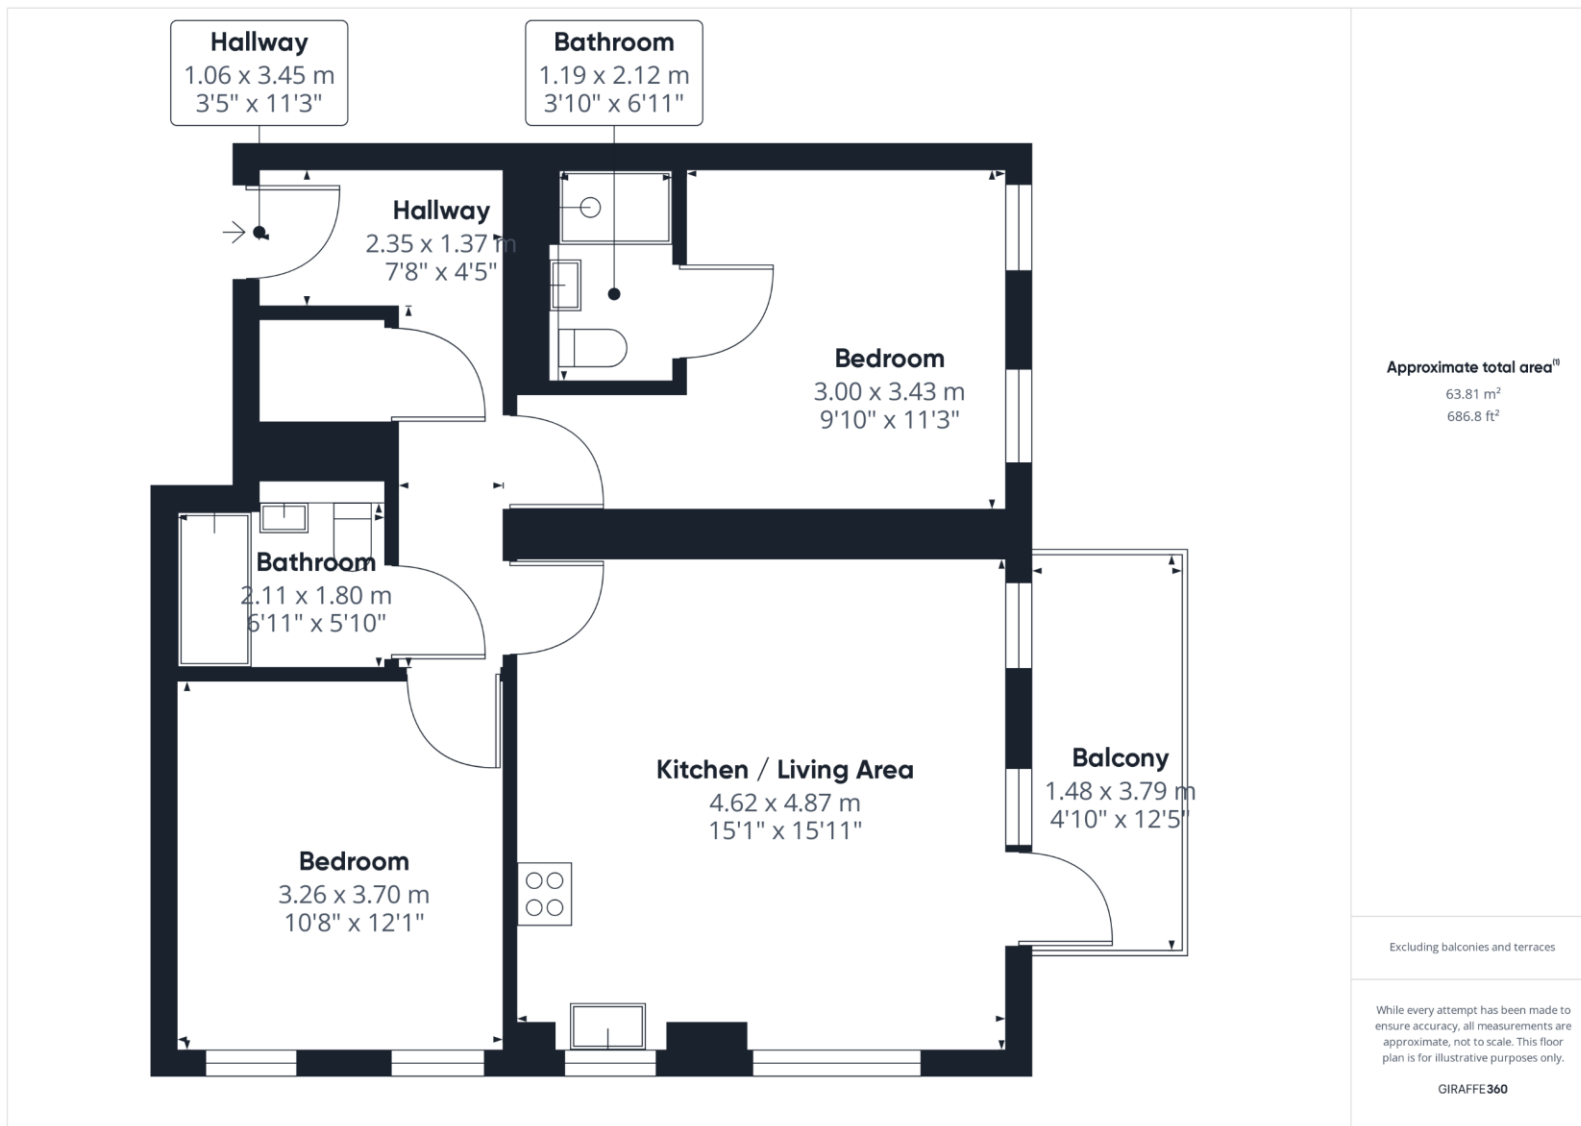 Hallway
1.06 x 3.45 m
3'5" x 11'3"
Bathroom
1.19 x 2.12 m
3'10" x 6'11"
Hallway
2.35 x 1.37 m
7'8" x 4'5"
Bedroom
3.00 x 3.43 m
9'10" x 11'3"
Bathroom
2.11 x 1.80 m
6'11" x 5'10"
Kitchen / Living Area
4.62 x 4.87 m
15'1" x 15'11"
Balcony
1.48 x 3.79 m
4'10" x 12'5"
Bedroom
3.26 x 3.70 m
10'8" x 12'1"
Approximate total area(1)
63.81 m²
686.8 ft²
Excluding balconies and terraces
While every attempt has been made to
ensure accuracy, all measurements are
approximate, not to scale. This floor
plan is for illustrative purposes only.
GIRAFFE360